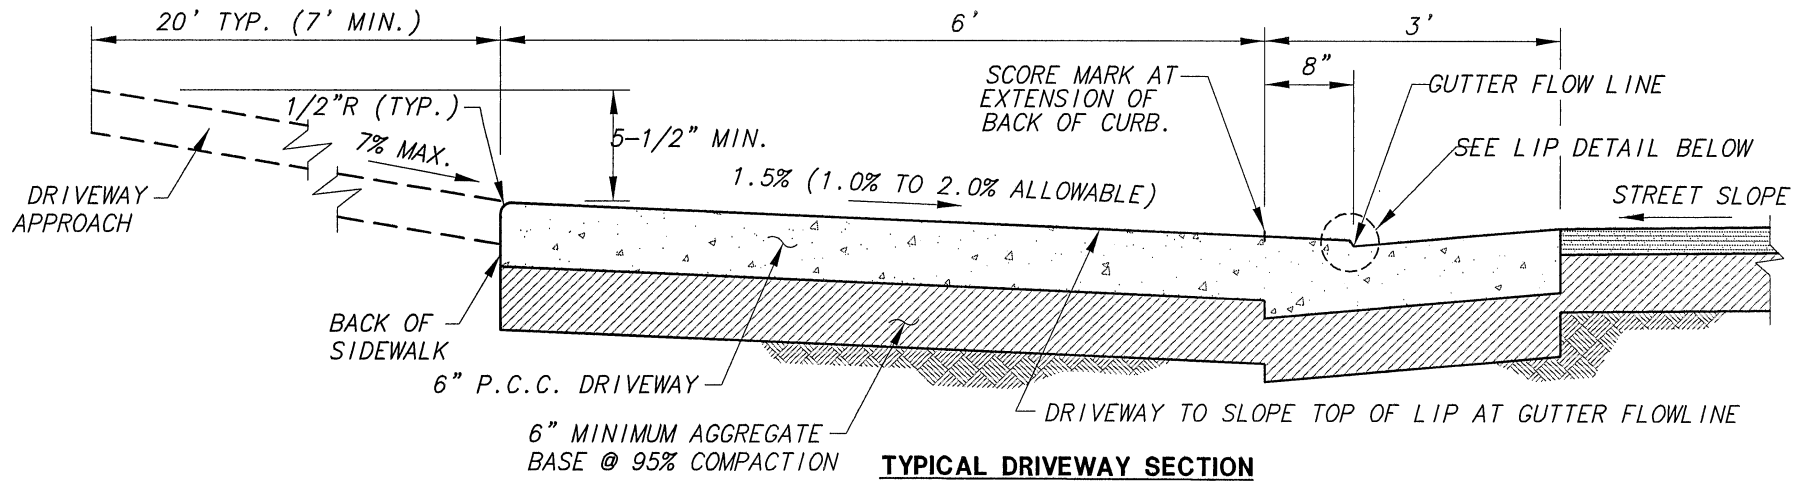 20' TYP. (7' MIN.)
6'
3'
8"
SCORE MARK AT
EXTENSION OF
BACK OF CURB.
GUTTER FLOW LINE
1/2"R (TYP.)
5-1/2" MIN.
7% MAX.
SEE LIP DETAIL BELOW
1.5% (1.0% TO 2.0% ALLOWABLE)
STREET SLOPE
DRIVEWAY
APPROACH
BACK OF
SIDEWALK
6" P.C.C. DRIVEWAY
DRIVEWAY TO SLOPE TOP OF LIP AT GUTTER FLOWLINE
6" MINIMUM AGGREGATE
BASE @ 95% COMPACTION
TYPICAL DRIVEWAY SECTION